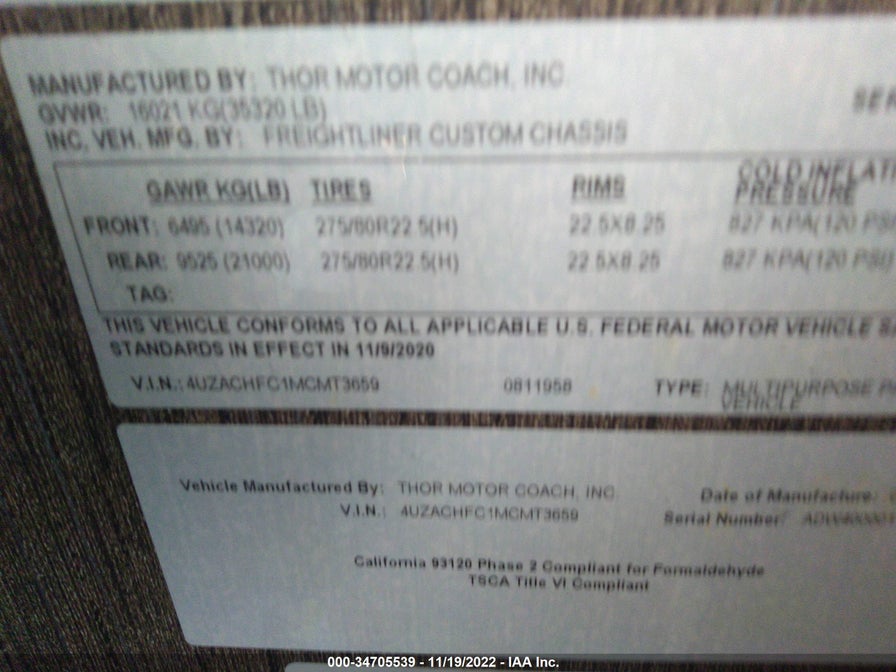 MANUFACTURED BY: THOR MOTOR COACH, INC.
GVWR: 16021 KG(35320 LB)
INC. VEH. MFG. BY: FREIGHTLINER CUSTOM CHASSIS
GAWR KG(LB) TIRES RIMS COLD INFLATI
PRESSURE
FRONT: 6495 (14320) 275/80R22.5(H) 22.5X8.25 827 KPA(120 PSI)
REAR: 9525 (21000) 275/80R22.5(H) 22.5X8.25 827 KPA(120 PSI)
TAG:
THIS VEHICLE CONFORMS TO ALL APPLICABLE U.S. FEDERAL MOTOR VEHICLE SA
STANDARDS IN EFFECT IN 11/9/2020
V.I.N.: 4UZACHFC1MCMT3659 0811958 TYPE: MULTIPURPOSE
VEHICLE
Vehicle Manufactured By: THOR MOTOR COACH, INC. Date of Manufacture:
V.I.N.: 4UZACHFC1MCMT3659 Serial Number:
California 93120 Phase 2 Compliant for Formaldehyde
TSCA Title VI Compliant
000-34705539 - 11/19/2022 - IAA Inc.